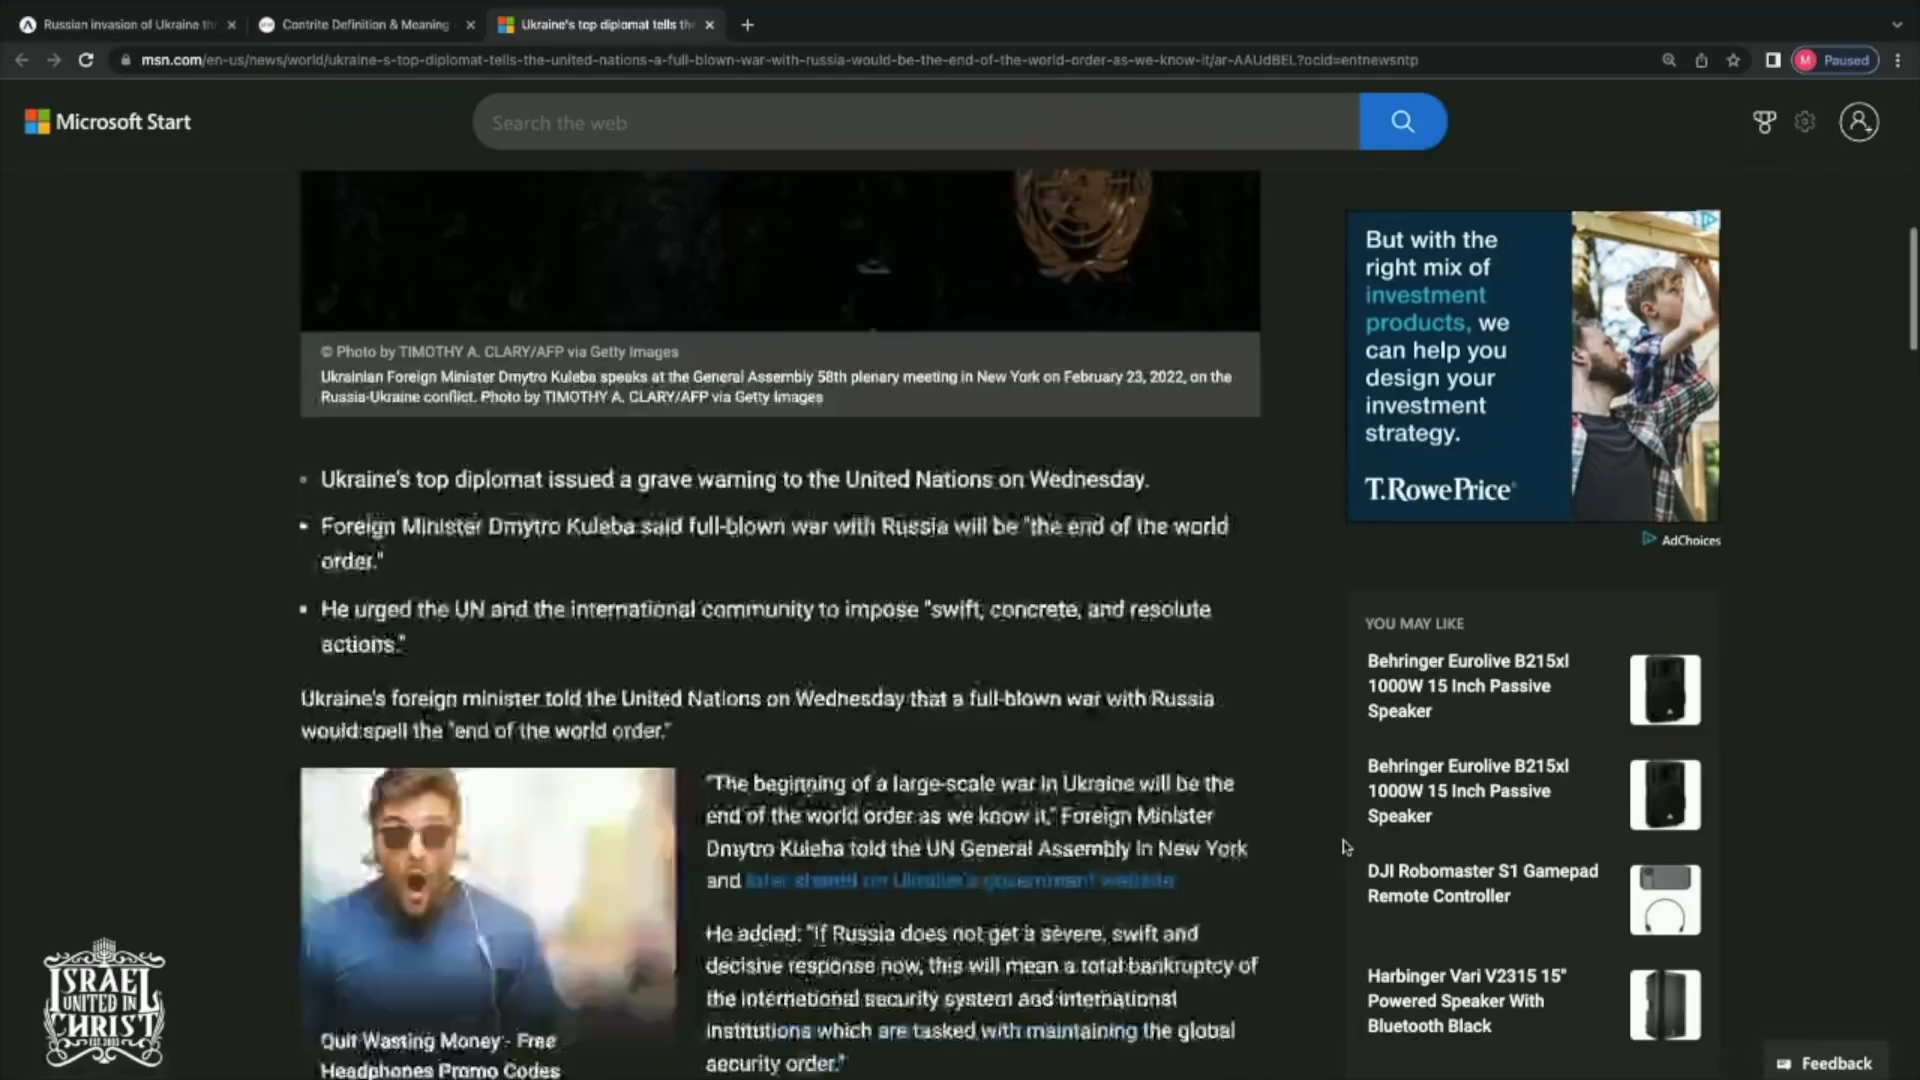 Russian invasion of Ukraine th
Contrite Definition & Meaning
Ukraine's top diplomat tells th
msn.com/en-us/news/world/ukraine-s-top-diplomat-tells-the-united-nations-a-full-blown-war-with-russia-would-be-the-end-of-the-world-order-as-we-know-it/ar-AAUdBEL?ocid=entnewsntp
M Paused
Microsoft Start
Search the web
© Photo by TIMOTHY A. CLARY/AFP via Getty Images
Ukrainian Foreign Minister Dmytro Kuleba speaks at the General Assembly 58th plenary meeting in New York on February 23, 2022, on the
Russia-Ukraine conflict. Photo by TIMOTHY A. CLARY/AFP via Getty Images
Ukraine's top diplomat issued a grave warning to the United Nations on Wednesday.
Foreign Minister Dmytro Kuleba said full-blown war with Russia will be "the end of the world
order."
He urged the UN and the international community to impose "swift, concrete, and resolute
actions."
Ukraine's foreign minister told the United Nations on Wednesday that a full-blown war with Russia
would spell the "end of the world order."
"The beginning of a large-scale war in Ukraine will be the
end of the world order as we know it," Foreign Minister
Dmytro Kuleba told the UN General Assembly in New York
and later shared on Ukraine's government website
He added: "If Russia does not get a severe, swift and
decisive response now, this will mean a total bankruptcy of
the international security system and international
institutions which are tasked with maintaining the global
security order."
Quit Wasting Money - Free
Headphones Promo Codes
But with the
right mix of
investment
products, we
can help you
design your
investment
strategy.
T.RowePrice
AdChoices
YOU MAY LIKE
Behringer Eurolive B215xl
1000W 15 Inch Passive
Speaker
Behringer Eurolive B215xl
1000W 15 Inch Passive
Speaker
DJI Robomaster S1 Gamepad
Remote Controller
Harbinger Vari V2315 15"
Powered Speaker With
Bluetooth Black
Feedback
ISRAEL
UNITED IN
CHRIST
EST. 2003